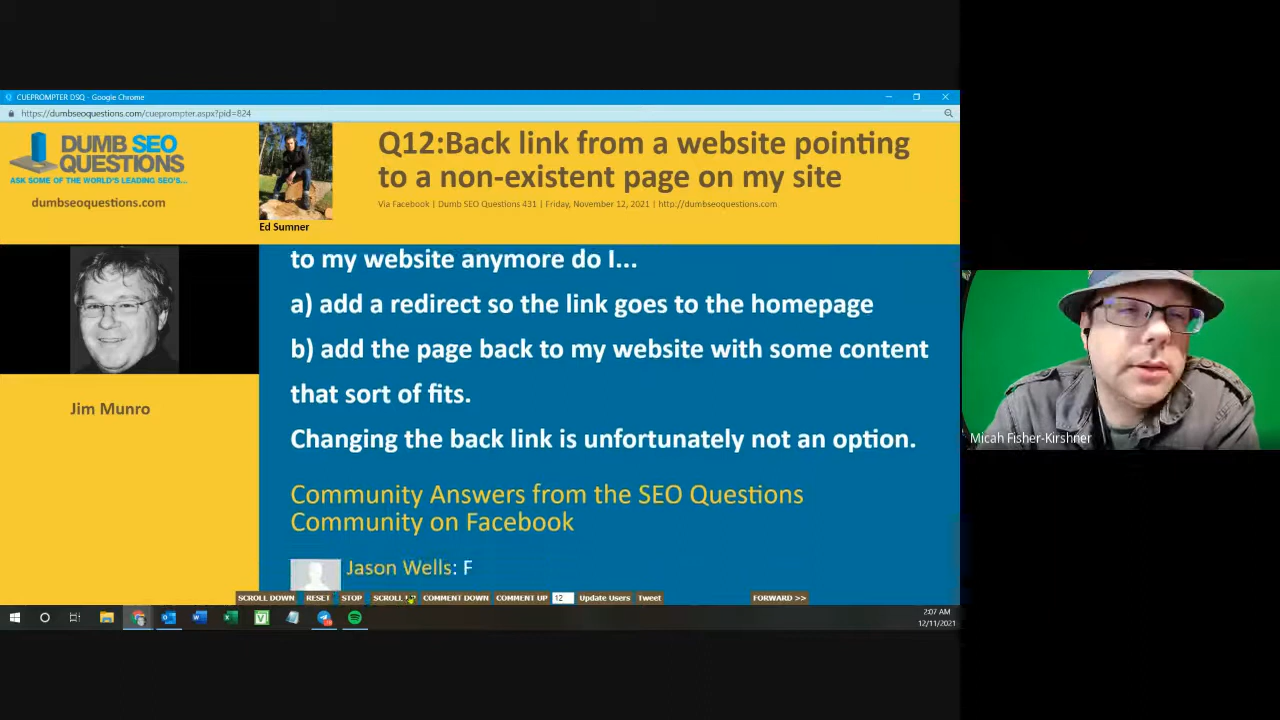 CUEPROMPTER DSQ - Google Chrome
https://dumbseoquestions.com/cueprompter.aspx?pid=824
DUMB SEO
QUESTIONS
ASK SOME OF THE WORLD'S LEADING SEO'S...
dumbseoquestions.com
Ed Sumner
Q12:Back link from a website pointing
to a non-existent page on my site
Via Facebook | Dumb SEO Questions 431 | Friday, November 12, 2021 | http://dumbseoquestions.com
Jim Munro
to my website anymore do I...
a) add a redirect so the link goes to the homepage
b) add the page back to my website with some content
that sort of fits.
Changing the back link is unfortunately not an option.
Community Answers from the SEO Questions
Community on Facebook
Jason Wells: F
SCROLL DOWN RESET STOP SCROLL COMMENT DOWN COMMENT UP 12 Update Users Tweet FORWARD >>
2:07 AM
12/11/2021
Micah Fisher-Kirshner